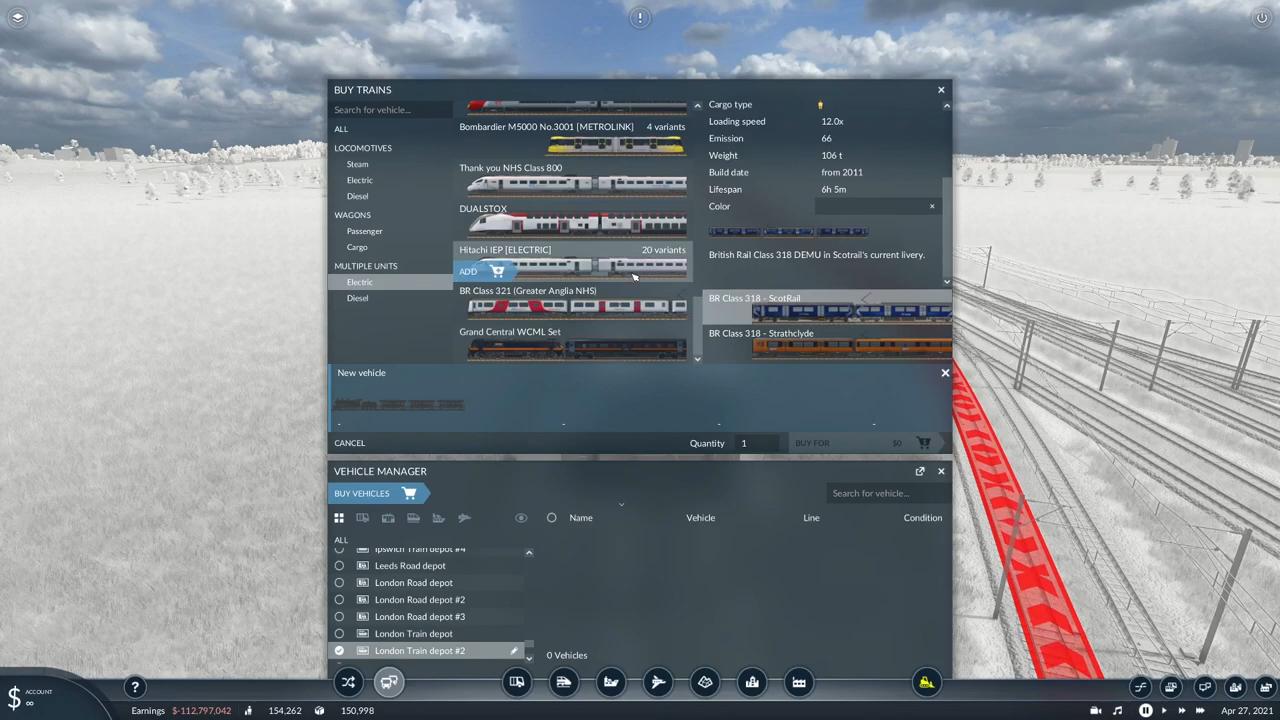 BUY TRAINS
Search for vehicle...
ALL
LOCOMOTIVES
Steam
Electric
Diesel
WAGONS
Passenger
Cargo
MULTIPLE UNITS
Electric
Diesel
Bombardier M5000 No.3001 [METROLINK] 4 variants
Thank you NHS Class 800
DUALSTOX
Hitachi IEP [ELECTRIC] 20 variants
ADD
BR Class 321 (Greater Anglia NHS)
Grand Central WCML Set
Cargo type
Loading speed 12.0x
Emission 66
Weight 106 t
Build date from 2011
Lifespan 6h 5m
Color
British Rail Class 318 DEMU in Scotrail's current livery.
BR Class 318 - ScotRail
BR Class 318 - Strathclyde
New vehicle
- - - -
CANCEL Quantity 1 BUY FOR $0
VEHICLE MANAGER
BUY VEHICLES Search for vehicle...
Name Vehicle Line Condition
ALL
Ipswich Train depot #4
Leeds Road depot
London Road depot
London Road depot #2
London Road depot #3
London Train depot
London Train depot #2
0 Vehicles
$ ACCOUNT ∞
?
Earnings $-112,797,042 154,262 150,998 Apr 27, 2021